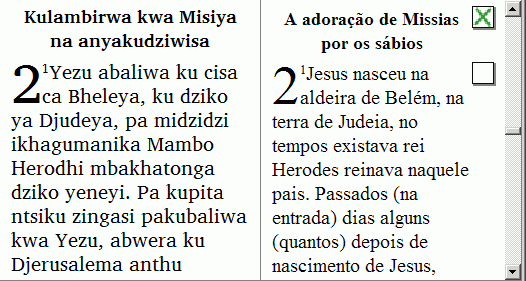 Kulambirwa kwa Misiya
na anyakudziwisa
2 1Yezu abaliwa ku cisa
ca Bheleya, ku dziko
ya Djudeya, pa midzidzi
ikhagumanika Mambo
Herodhi mbakhatonga
dziko yeneyi. Pa kupita
ntsiku zingasi pakubaliwa
kwa Yezu, abwera ku
Djerusalema anthu
A adoração de Missias
por os sábios
2 1Jesus nasceu na
aldeira de Belém, na
terra de Judeia, no
tempos existava rei
Herodes reinava naquele
pais. Passados (na
entrada) dias alguns
(quantos) depois de
nascimento de Jesus,